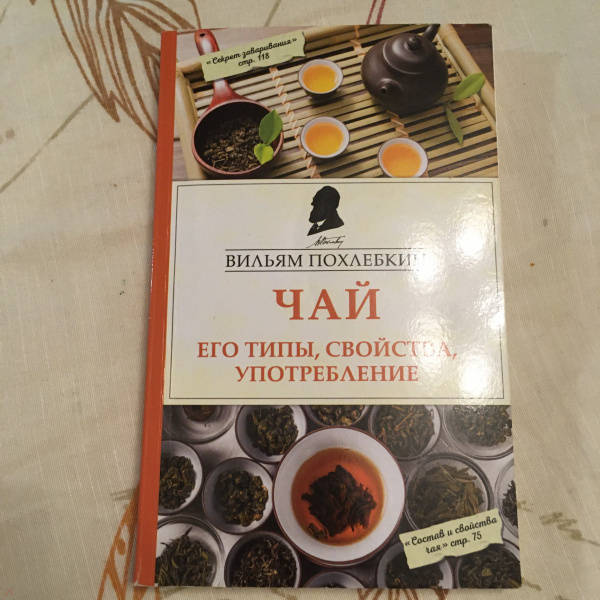 «Секрет заваривания»
стр. 118
ВИЛЬЯМ ПОХЛЕБКИН
ЧАЙ
ЕГО ТИПЫ, СВОЙСТВА,
УПОТРЕБЛЕНИЕ
«Состав и свойства
чая» стр. 75